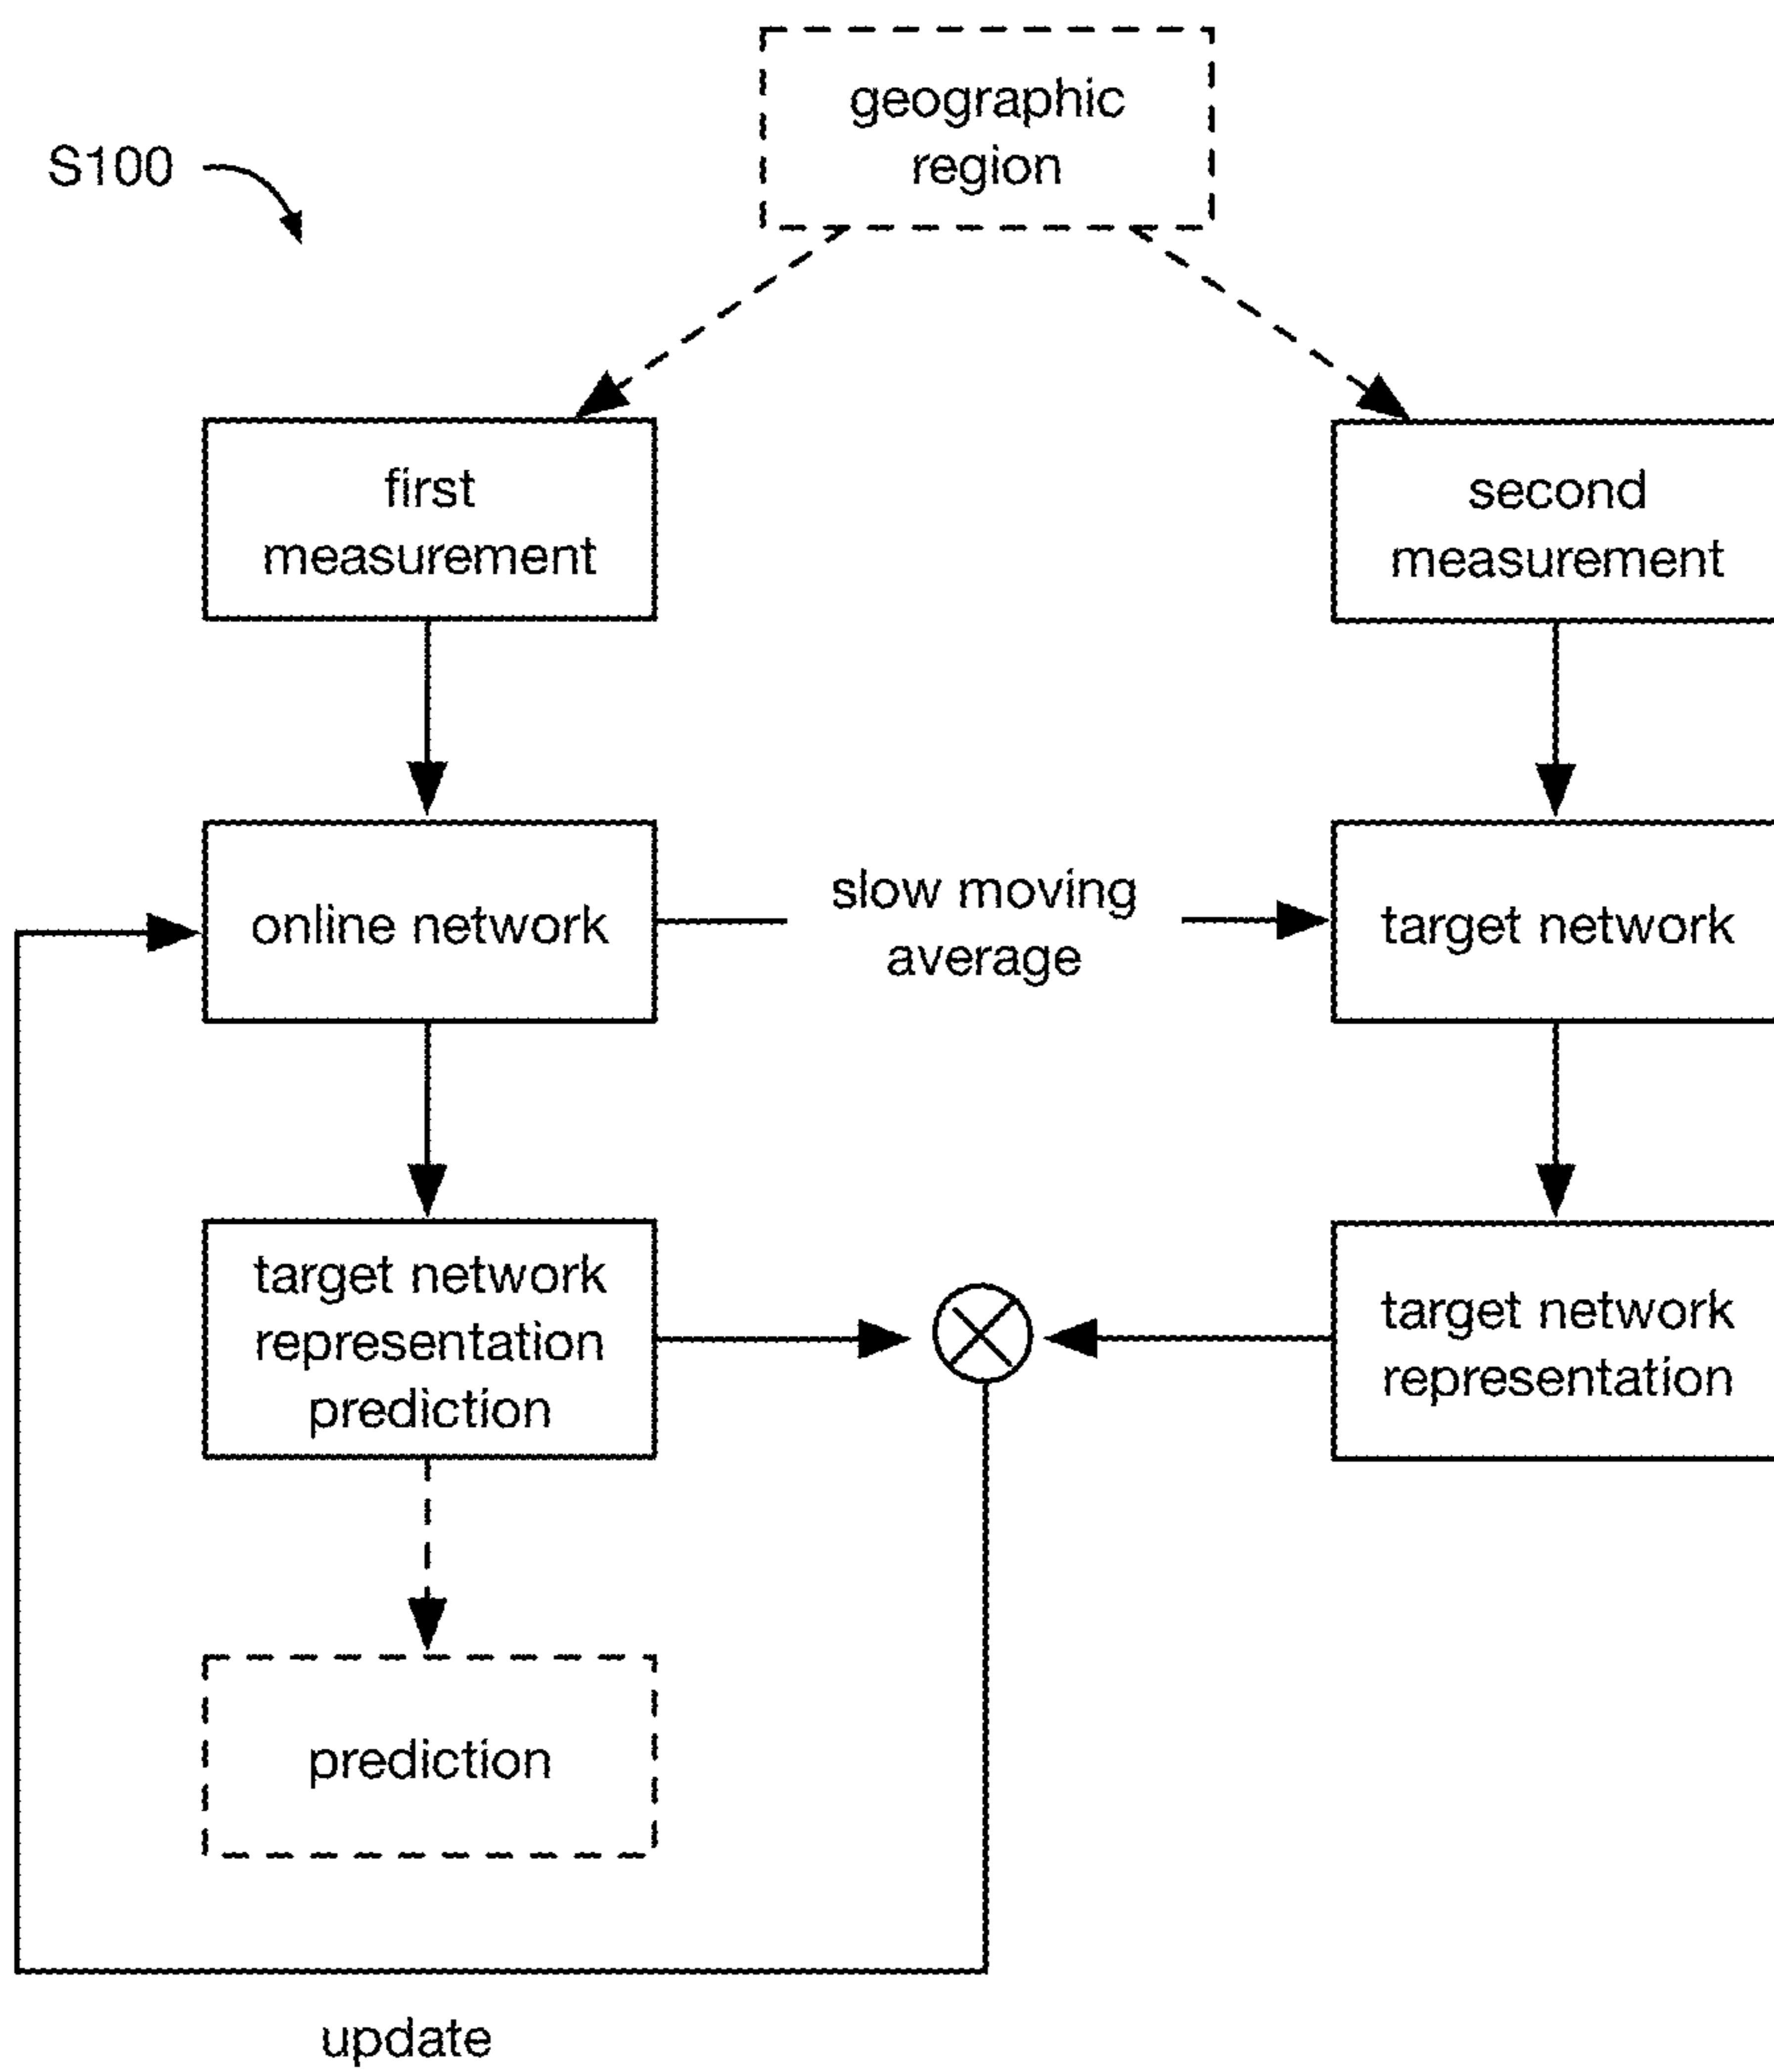 geographic
region
S100
first
measurement
second
measurement
online network
slow moving
average
target network
target network
representation
prediction
target network
representation
prediction
update